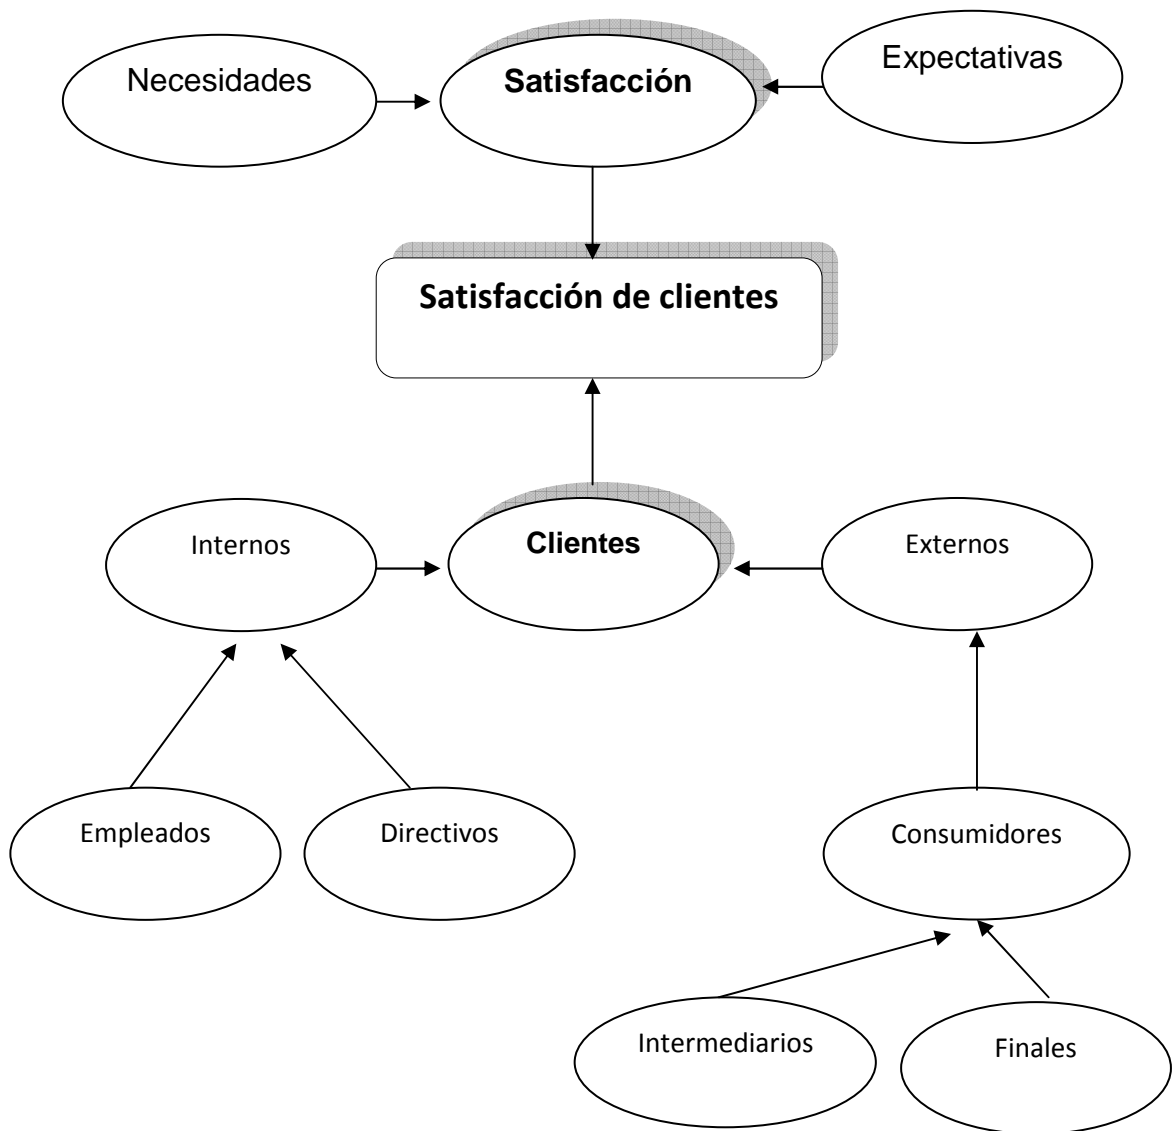 Necesidades
Satisfacción
Expectativas
Satisfacción de clientes
Internos
Clientes
Externos
Empleados
Directivos
Consumidores
Intermediarios
Finales